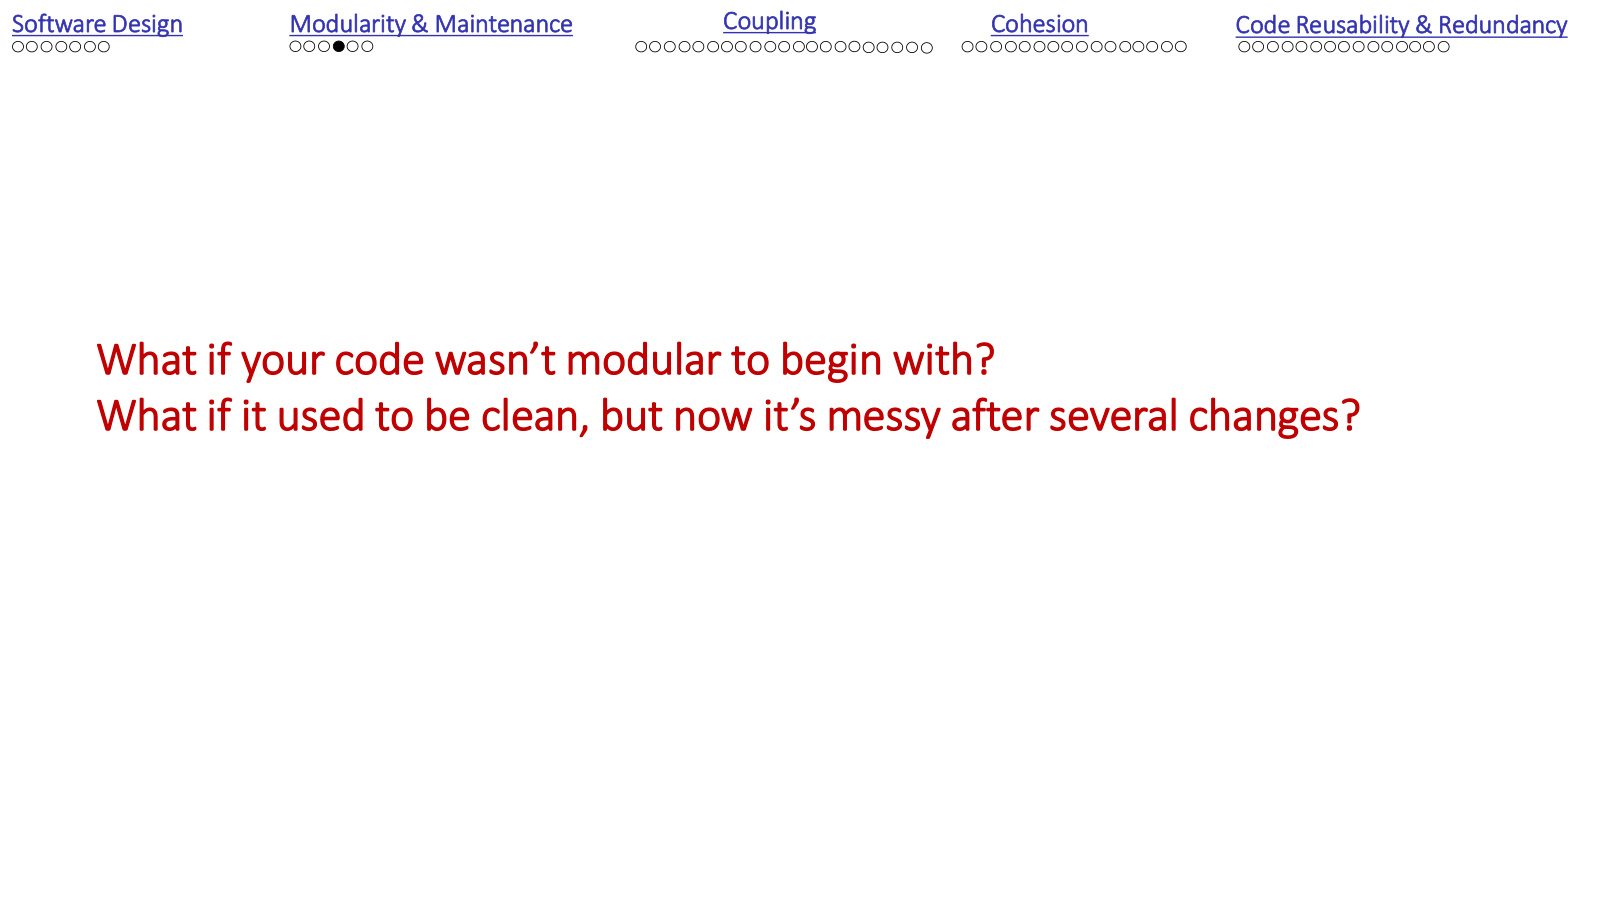 Software Design
Modularity & Maintenance
Coupling
Cohesion
Code Reusability & Redundancy
What if your code wasn’t modular to begin with?
What if it used to be clean, but now it’s messy after several changes?